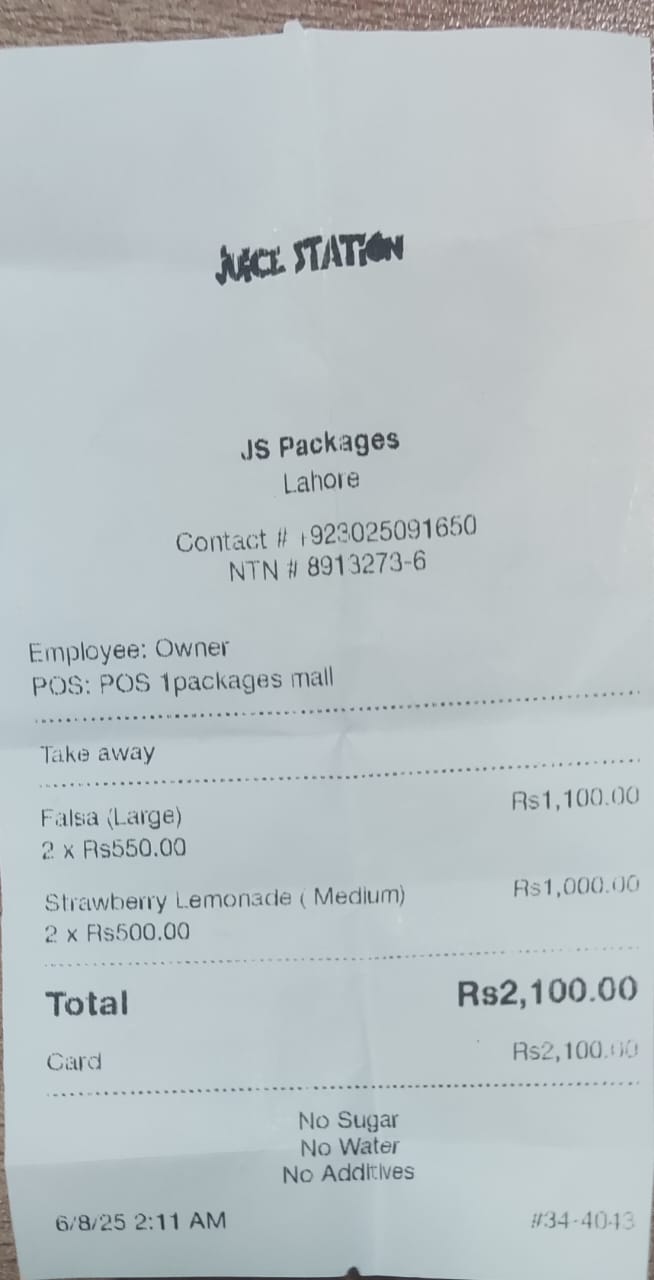 JUICE STATION
JS Packages
Lahore
Contact # +923025091650
NTN # 8913273-6
Employee: Owner
POS: POS 1packages mall
Take away
Falsa (Large) Rs1,100.00
2 x Rs550.00
Strawberry Lemonade ( Medium) Rs1,000.00
2 x Rs500.00
Total Rs2,100.00
Card Rs2,100.00
No Sugar
No Water
No Additives
6/8/25 2:11 AM #34-4043